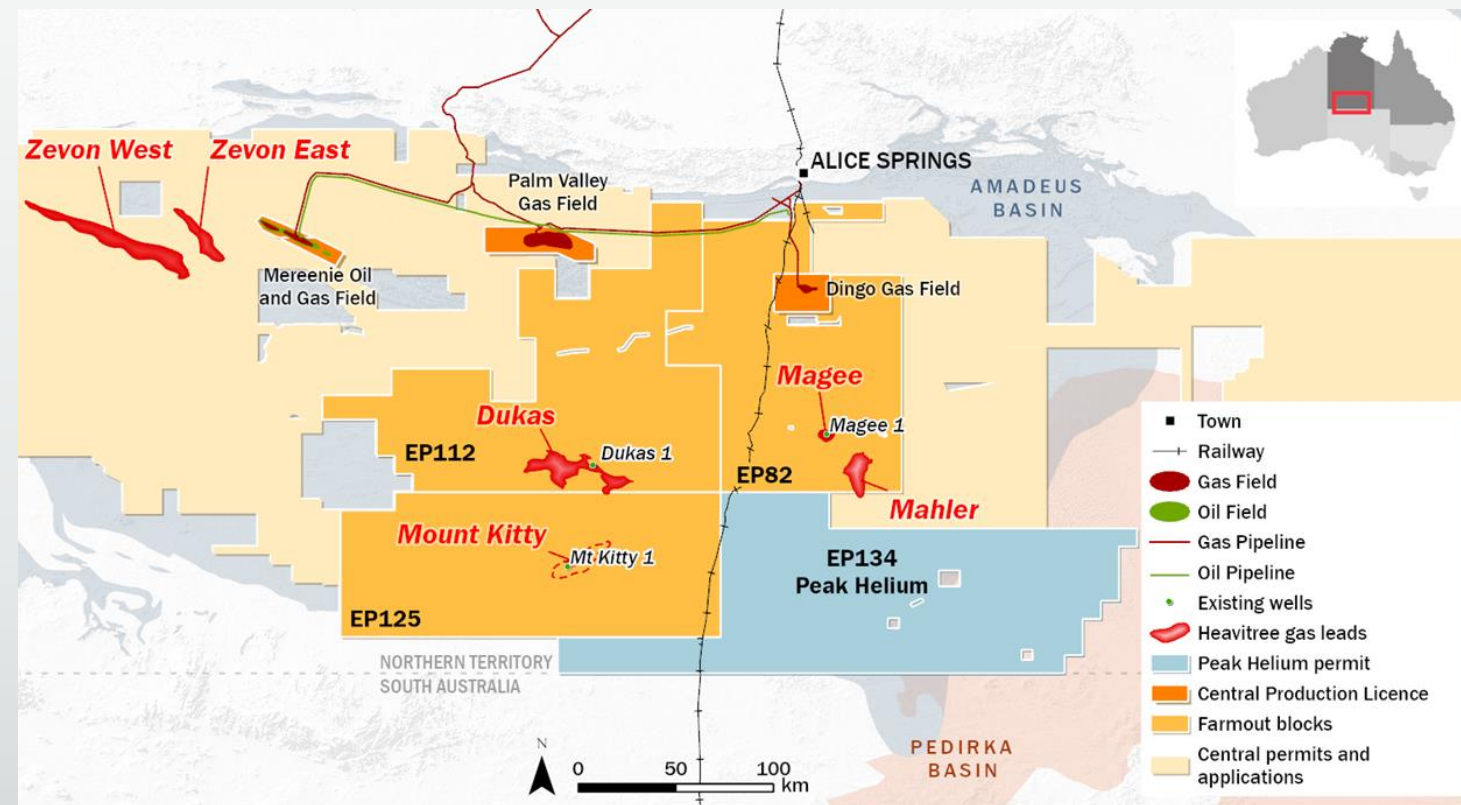 Zevon West
Zevon East
ALICE SPRINGS
AMADEUS
BASIN
Palm Valley
Gas Field
Mereenie Oil
and Gas Field
Dingo Gas Field
Magee
Magee 1
Dukas
Dukas 1
EP112
EP82
Mahler
Mount Kitty
Mt Kitty 1
EP134
Peak Helium
EP125
NORTHERN TERRITORY
SOUTH AUSTRALIA
PEDIRKA
BASIN
N
0 50 100
km
Town
Railway
Gas Field
Oil Field
Gas Pipeline
Oil Pipeline
Existing wells
Heavitree gas leads
Peak Helium permit
Central Production Licence
Farmout blocks
Central permits and
applications